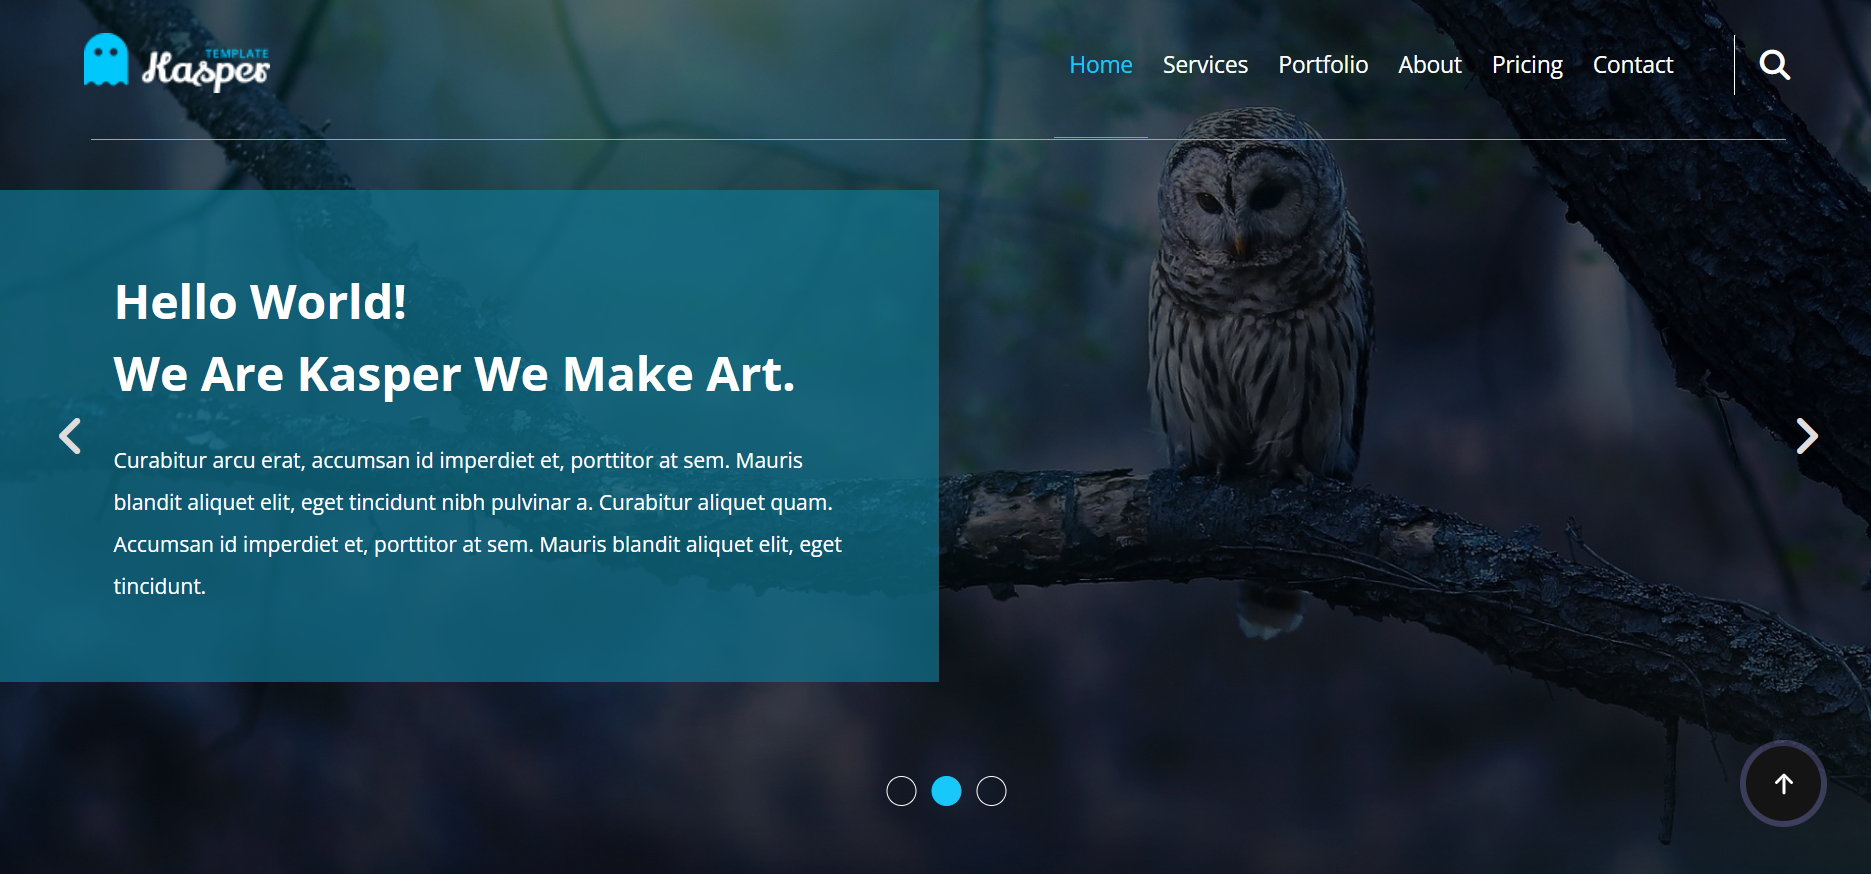 TEMPLATE
Kasper
Home Services Portfolio About Pricing Contact
Hello World!
We Are Kasper We Make Art.
Curabitur arcu erat, accumsan id imperdiet et, porttitor at sem. Mauris
blandit aliquet elit, eget tincidunt nibh pulvinar a. Curabitur aliquet quam.
Accumsan id imperdiet et, porttitor at sem. Mauris blandit aliquet elit, eget
tincidunt.